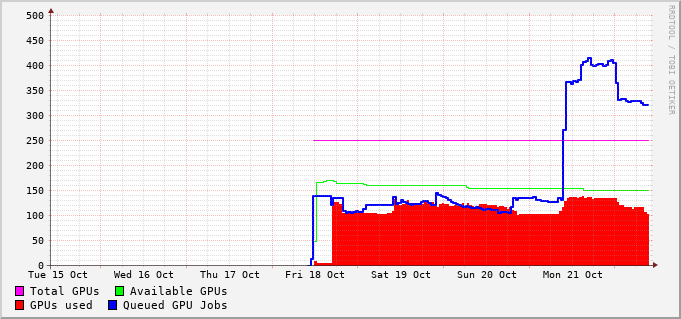 500
450
400
350
300
250
200
150
100
50
0
Tue 15 Oct Wed 16 Oct Thu 17 Oct Fri 18 Oct Sat 19 Oct Sun 20 Oct Mon 21 Oct
Total GPUs Available GPUs
GPUs used Queued GPU Jobs
RRDTOOL / TOBI OETIKER